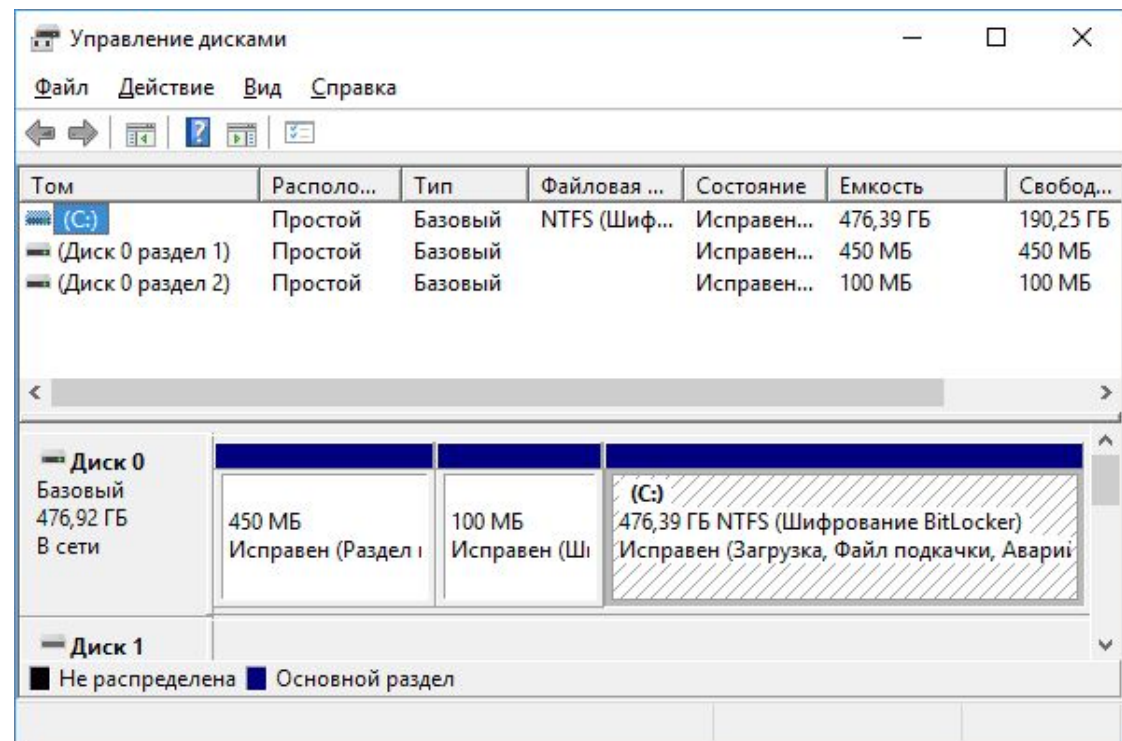 Управление дисками
Файл Действие Вид Справка
Том Располо... Тип Файловая ... Состояние Емкость Свобод...
(C:) Простой Базовый NTFS (Шиф... Исправен... 476,39 ГБ 190,25 ГБ
(Диск 0 раздел 1) Простой Базовый Исправен... 450 МБ 450 МБ
(Диск 0 раздел 2) Простой Базовый Исправен... 100 МБ 100 МБ
Диск 0
Базовый
476,92 ГБ
В сети
450 МБ
Исправен (Раздел
100 МБ
Исправен (Ши
(C:)
476,39 ГБ NTFS (Шифрование BitLocker)
Исправен (Загрузка, Файл подкачки, Аварий
Диск 1
Не распределена Основной раздел